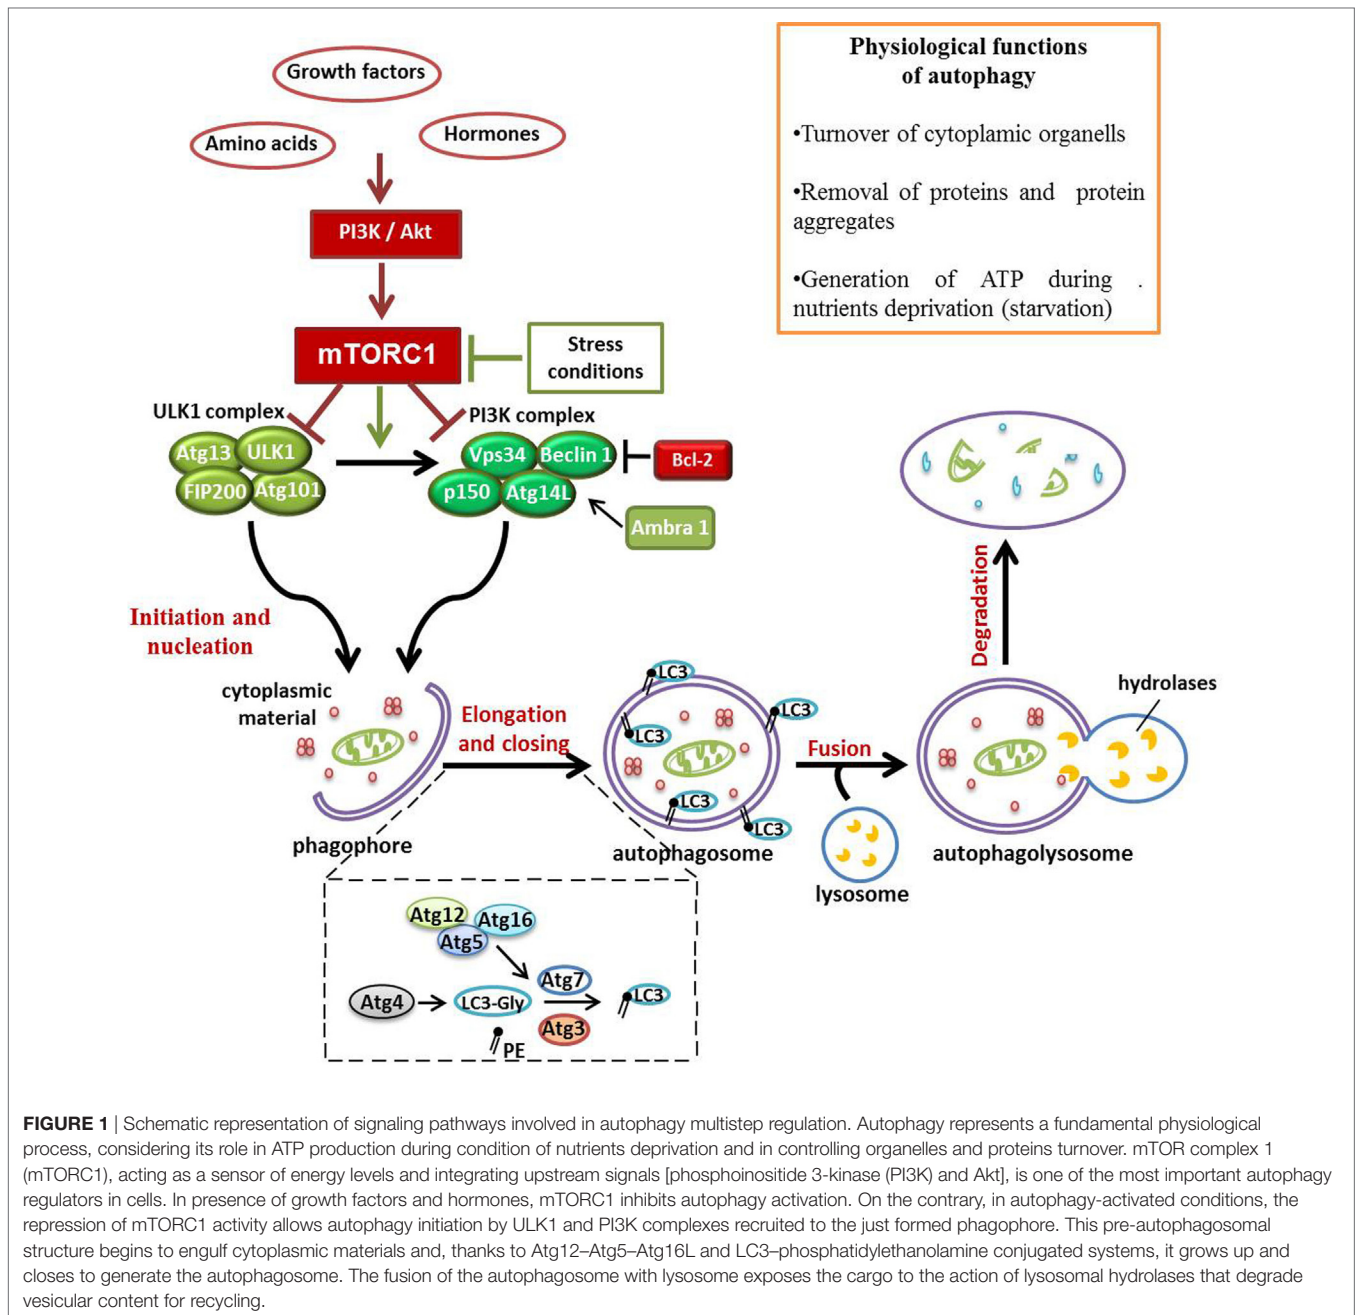 Growth factors
Amino acids
Hormones
PI3K / Akt
mTORC1
Stress
conditions
ULK1 complex
PI3K complex
Atg13
ULK1
FIP200
Atg101
Vps34
Beclin 1
p150
Atg14L
Bcl-2
Ambra 1
Physiological functions
of autophagy
•Turnover of cytoplamic organells
•Removal of proteins and protein
aggregates
•Generation of ATP during .
nutrients deprivation (starvation)
Initiation and
nucleation
cytoplasmic
material
phagophore
Elongation
and closing
LC3
LC3
LC3
LC3
LC3
autophagosome
Fusion
lysosome
autophagolysosome
hydrolases
Degradation
Atg12
Atg16
Atg5
Atg4
LC3-Gly
Atg7
Atg3
PE
LC3
FIGURE 1 | Schematic representation of signaling pathways involved in autophagy multistep regulation. Autophagy represents a fundamental physiological
process, considering its role in ATP production during condition of nutrients deprivation and in controlling organelles and proteins turnover. mTOR complex 1
(mTORC1), acting as a sensor of energy levels and integrating upstream signals [phosphoinositide 3-kinase (PI3K) and Akt], is one of the most important autophagy
regulators in cells. In presence of growth factors and hormones, mTORC1 inhibits autophagy activation. On the contrary, in autophagy-activated conditions, the
repression of mTORC1 activity allows autophagy initiation by ULK1 and PI3K complexes recruited to the just formed phagophore. This pre-autophagosomal
structure begins to engulf cytoplasmic materials and, thanks to Atg12–Atg5–Atg16L and LC3–phosphatidylethanolamine conjugated systems, it grows up and
closes to generate the autophagosome. The fusion of the autophagosome with lysosome exposes the cargo to the action of lysosomal hydrolases that degrade
vesicular content for recycling.